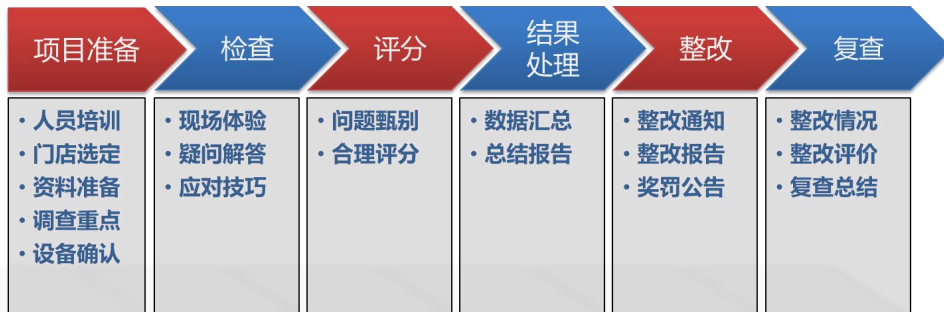 项目准备
检查
评分
结果
处理
整改
复查
· 人员培训
· 门店选定
· 资料准备
· 调查重点
· 设备确认
· 现场体验
· 疑问解答
· 应对技巧
· 问题甄别
· 合理评分
· 数据汇总
· 总结报告
· 整改通知
· 整改报告
· 奖罚公告
· 整改情况
· 整改评价
· 复查总结